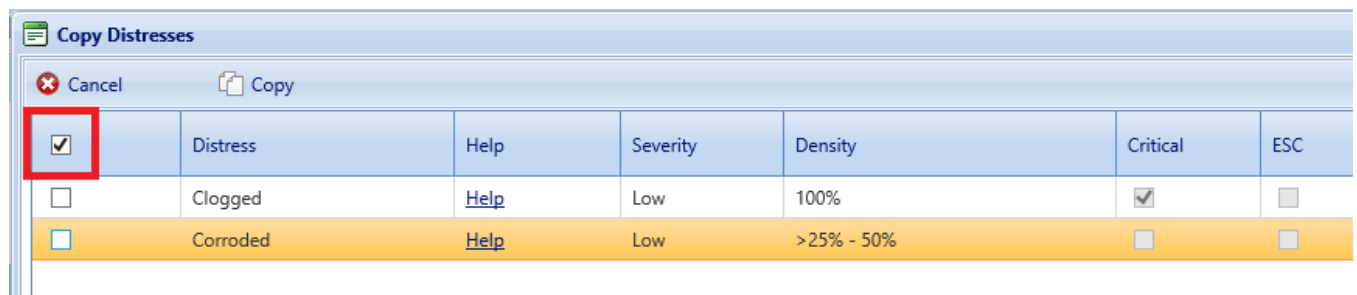 Copy Distresses
Cancel Copy
Distress Help Severity Density Critical ESC
Clogged Help Low 100%
Corroded Help Low >25% - 50%